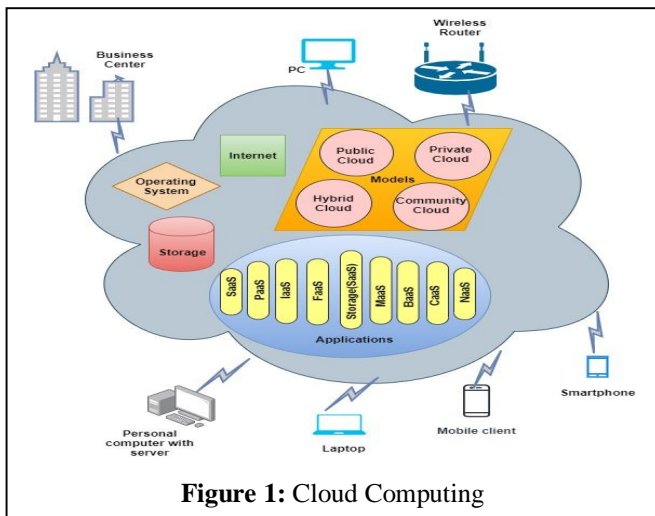 Business
Center
PC
Wireless
Router
Internet
Operating
System
Storage
Public
Cloud
Private
Cloud
Models
Hybrid
Cloud
Community
Cloud
SaaS
PaaS
IaaS
FaaS
Storage(SaaS)
MaaS
BaaS
CaaS
NaaS
Applications
Personal
computer with
server
Laptop
Mobile client
Smartphone
Figure 1: Cloud Computing